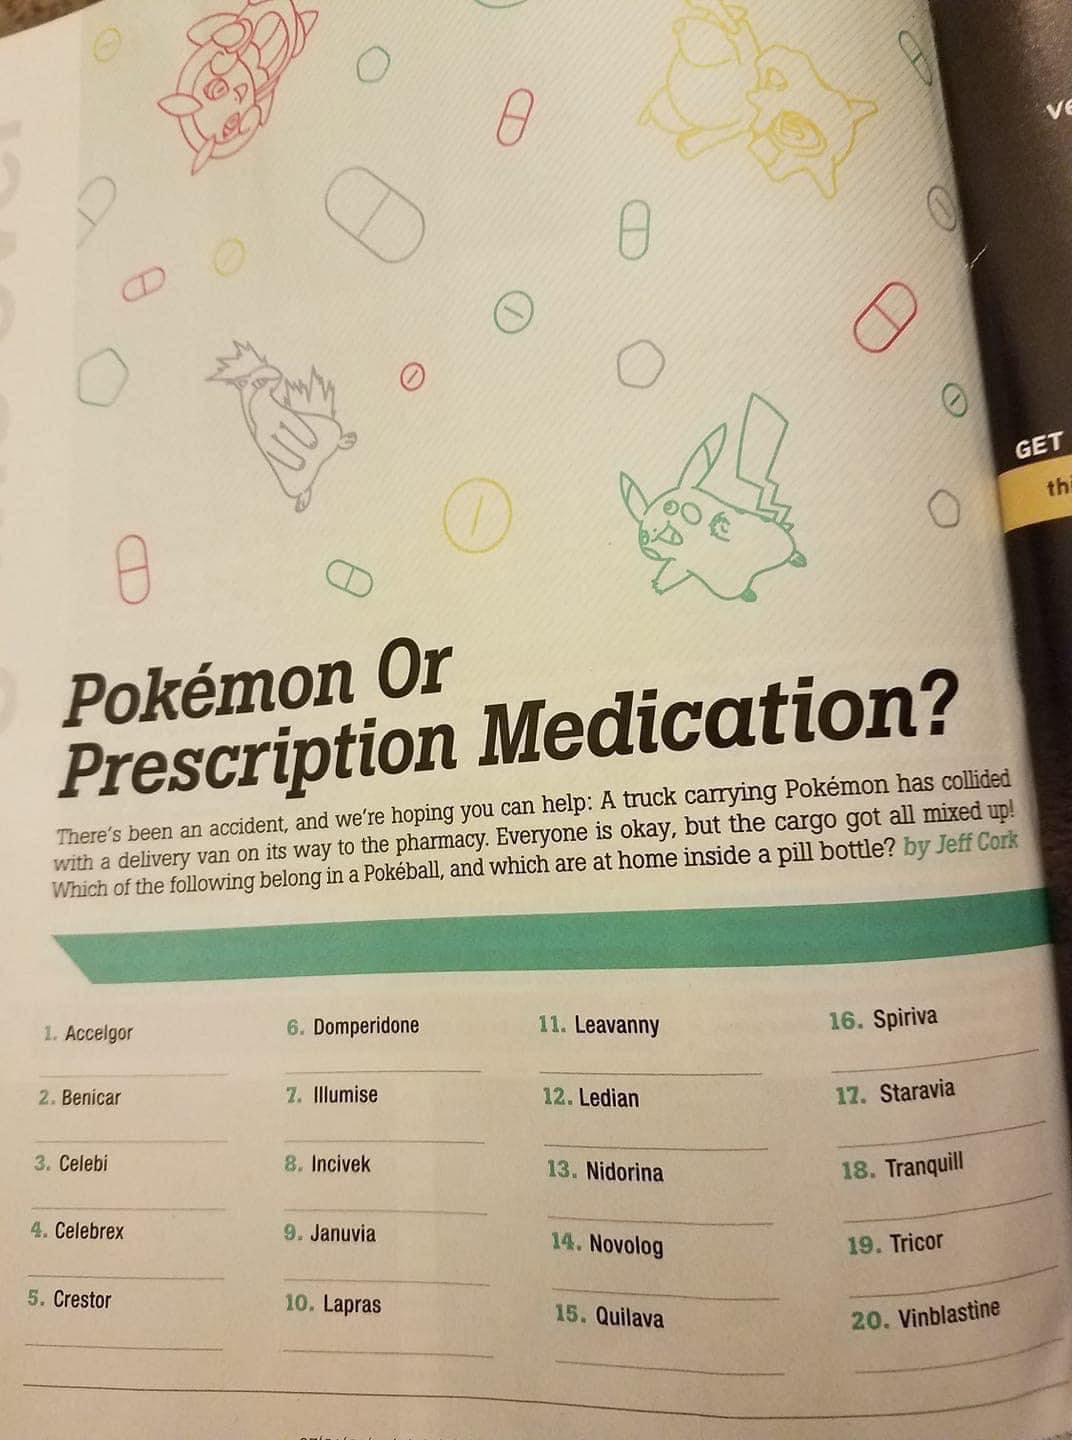 Pokémon Or
Prescription Medication?
There's been an accident, and we're hoping you can help: A truck carrying Pokémon has collided
with a delivery van on its way to the pharmacy. Everyone is okay, but the cargo got all mixed up!
Which of the following belong in a Pokéball, and which are at home inside a pill bottle? by Jeff Cork
1. Accelgor
2. Benicar
3. Celebi
4. Celebrex
5. Crestor
6. Domperidone
7. Illumise
8. Incivek
9. Januvia
10. Lapras
11. Leavanny
12. Ledian
13. Nidorina
14. Novolog
15. Quilava
16. Spiriva
17. Staravia
18. Tranquill
19. Tricor
20. Vinblastine
GET